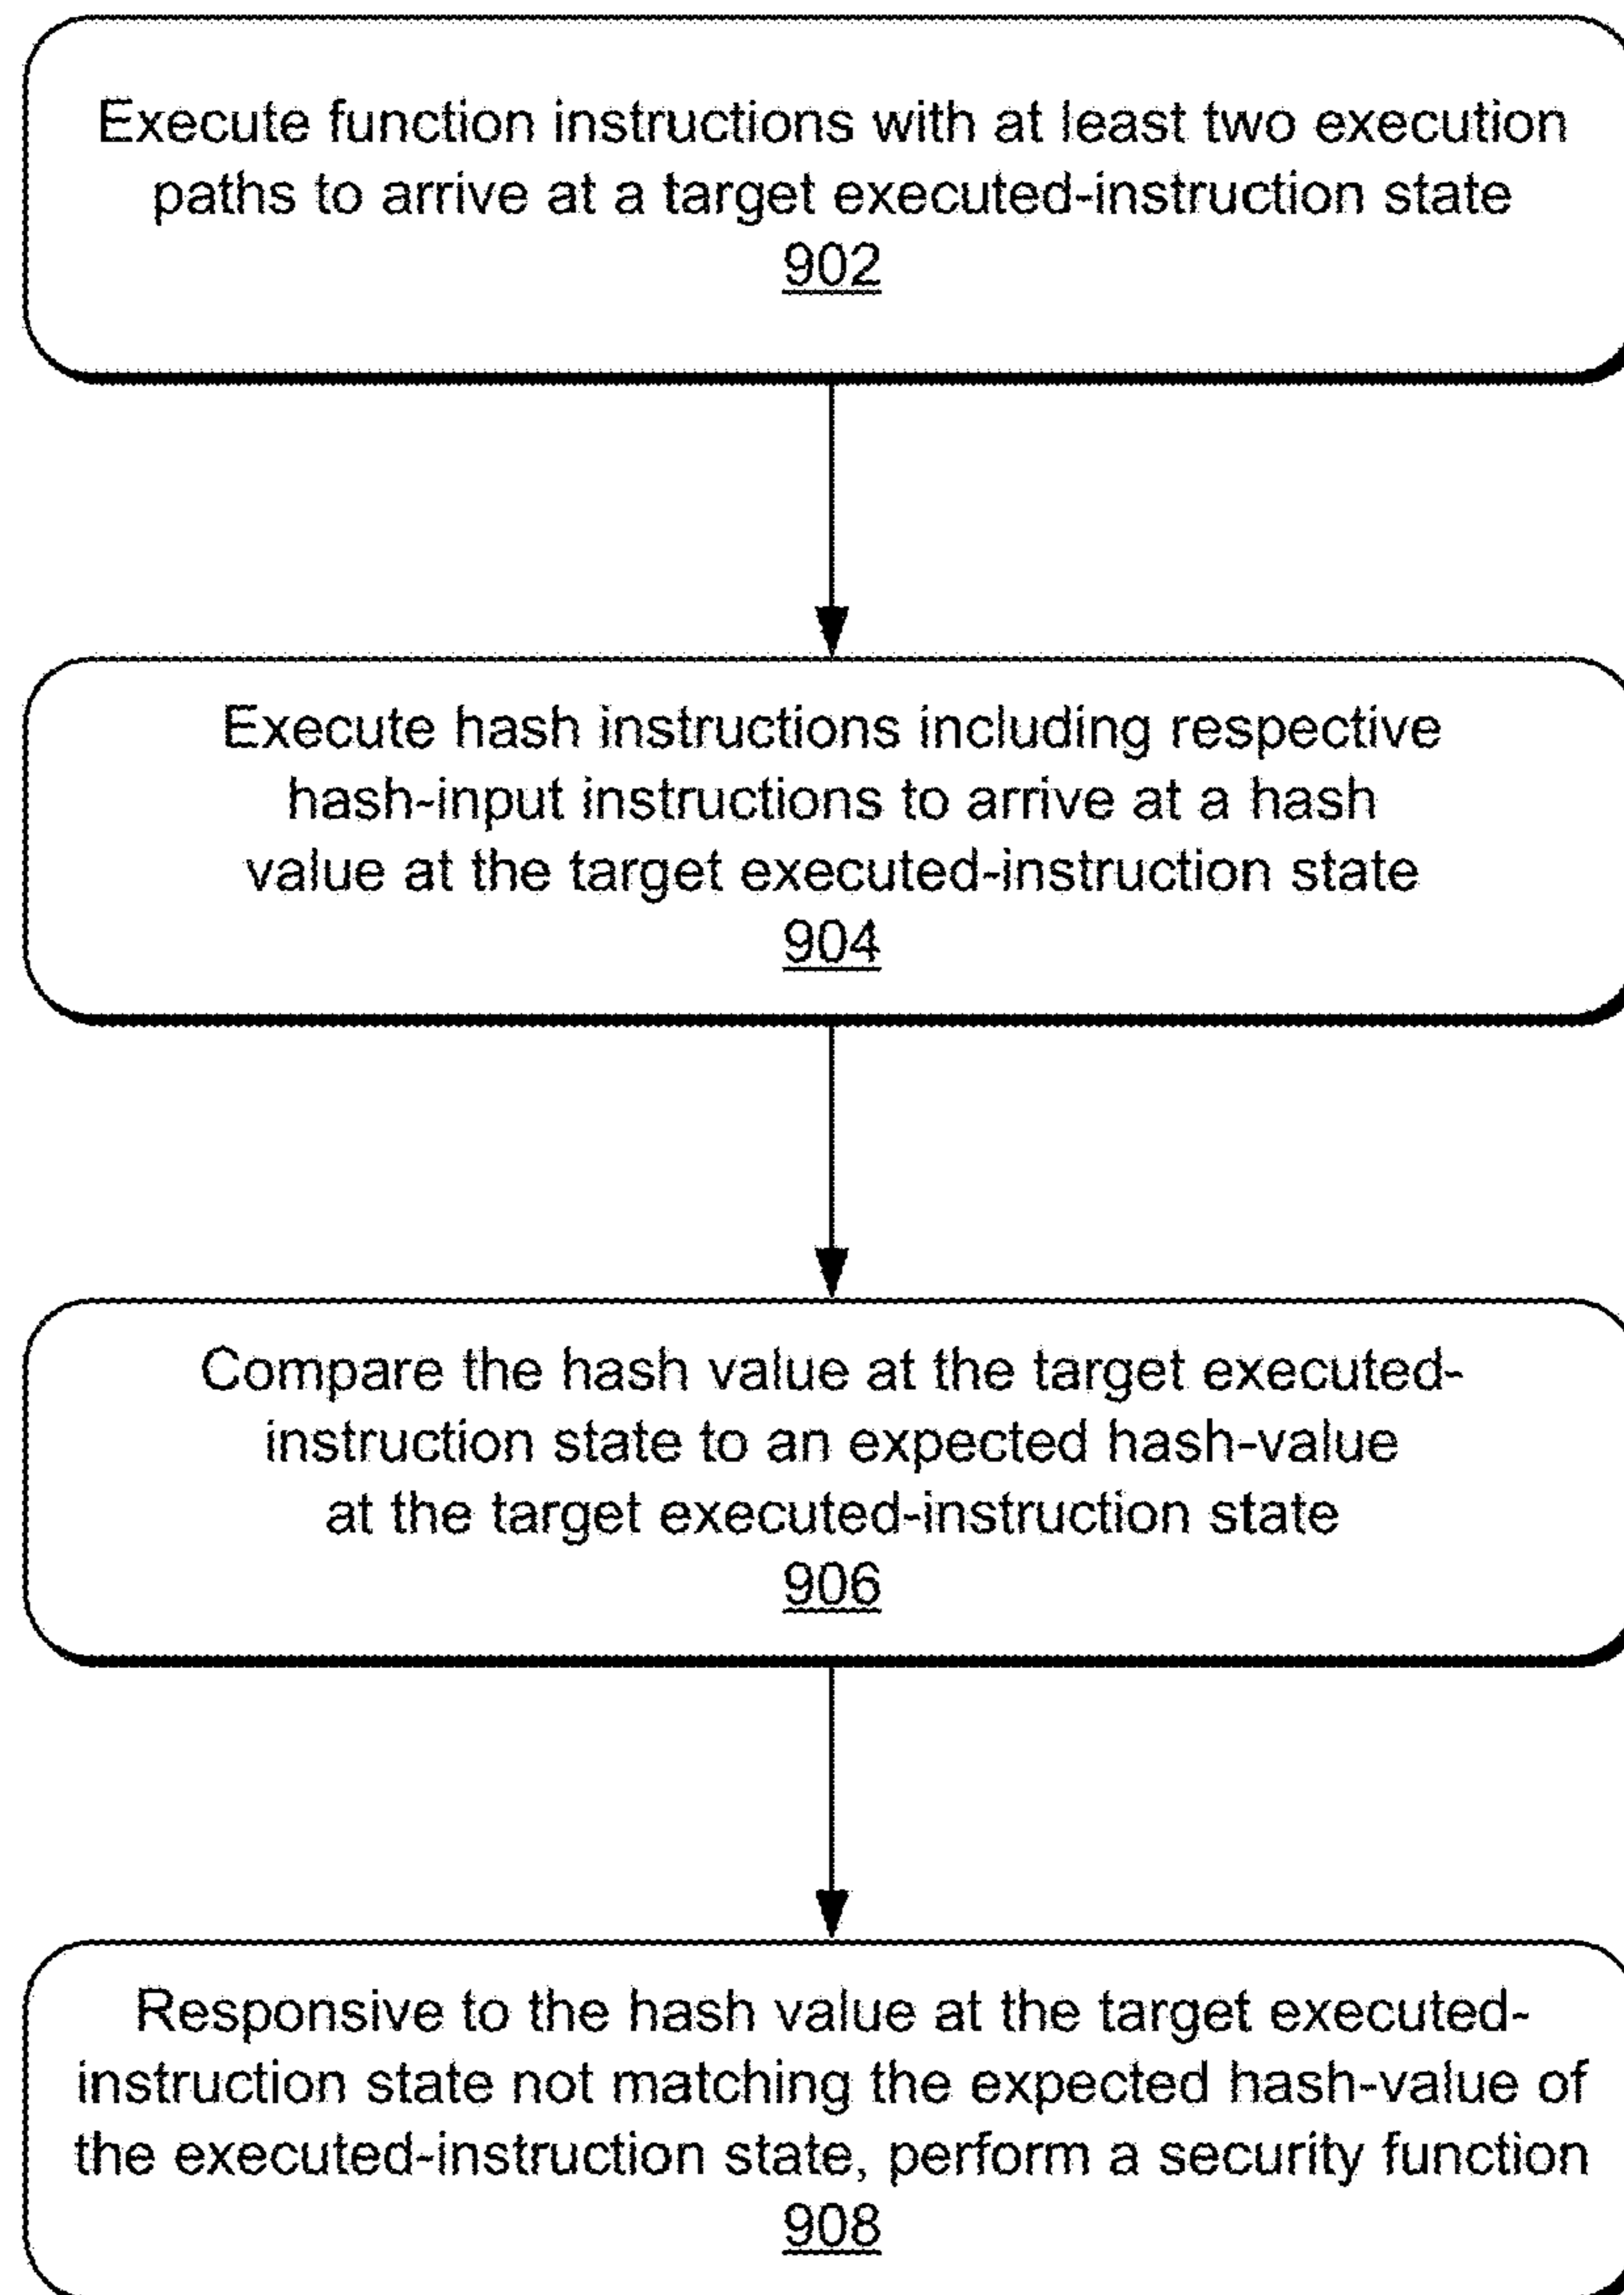 Execute function instructions with at least two execution
paths to arrive at a target executed-instruction state
902
Execute hash instructions including respective
hash-input instructions to arrive at a hash
value at the target executed-instruction state
904
Compare the hash value at the target executed-
instruction state to an expected hash-value
at the target executed-instruction state
906
Responsive to the hash value at the target executed-
instruction state not matching the expected hash-value of
the executed-instruction state, perform a security function
908